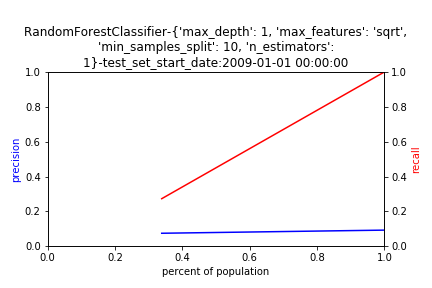 RandomForestClassifier-{'max_depth': 1, 'max_features': 'sqrt',
'min_samples_split': 10, 'n_estimators':
1}-test_set_start_date:2009-01-01 00:00:00
1.0
0.8
0.6
0.4
0.2
0.0
precision
1.0
0.8
0.6
0.4
0.2
0.0
recall
0.0 0.2 0.4 0.6 0.8 1.0
percent of population